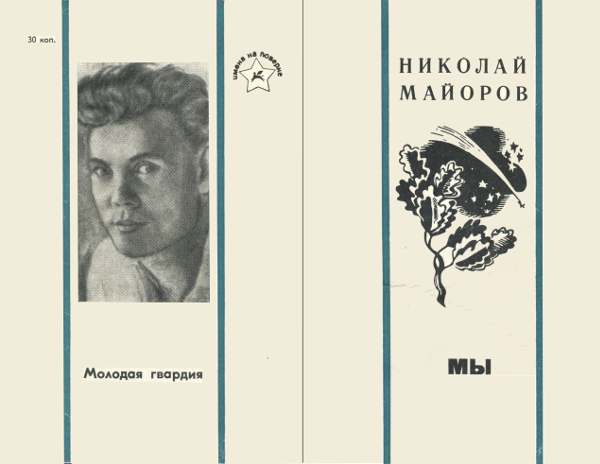 30 коп.
имена на поверке
Молодая гвардия
НИКОЛАЙ
МАЙОРОВ
МЫ